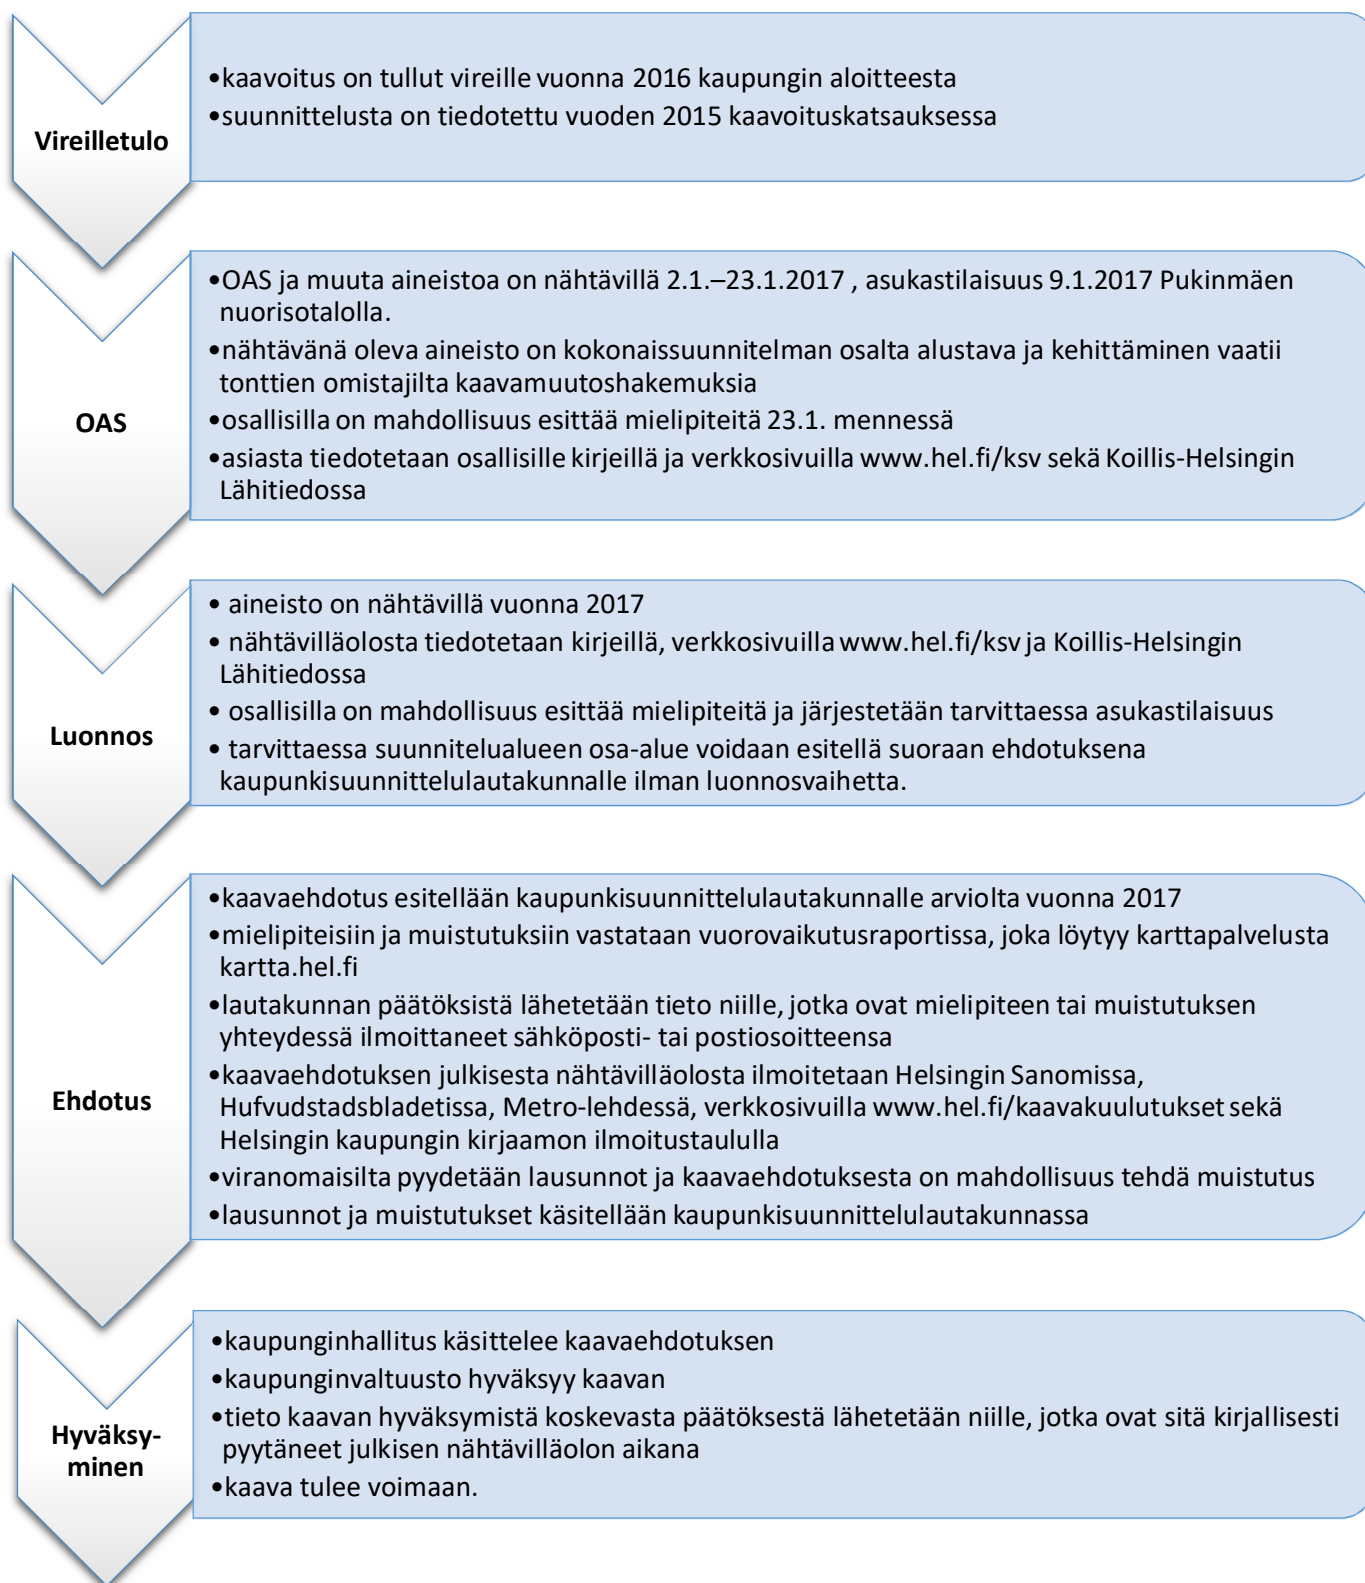 Vireilletulo
•kaavoitus on tullut vireille vuonna 2016 kaupungin aloitteesta
•suunnittelusta on tiedotettu vuoden 2015 kaavoituskatsauksessa
OAS
•OAS ja muuta aineistoa on nähtävillä 2.1.–23.1.2017 , asukastilaisuus 9.1.2017 Pukinmäen
nuorisotalolla.
•nähtävänä oleva aineisto on kokonaissuunnitelman osalta alustava ja kehittäminen vaatii
tonttien omistajilta kaavamuutoshakemuksia
•osallisilla on mahdollisuus esittää mielipiteitä 23.1. mennessä
•asiasta tiedotetaan osallisille kirjeillä ja verkkosivuilla www.hel.fi/ksv sekä Koillis-Helsingin
Lähitiedossa
Luonnos
• aineisto on nähtävillä vuonna 2017
• nähtävilläolosta tiedotetaan kirjeillä, verkkosivuilla www.hel.fi/ksv ja Koillis-Helsingin
Lähitiedossa
• osallisilla on mahdollisuus esittää mielipiteitä ja järjestetään tarvittaessa asukastilaisuus
• tarvittaessa suunnitelualueen osa-alue voidaan esitellä suoraan ehdotuksena
kaupunkisuunnittelulautakunnalle ilman luonnosvaihetta.
Ehdotus
•kaavaehdotus esitellään kaupunkisuunnittelulautakunnalle arviolta vuonna 2017
•mielipiteisiin ja muistutuksiin vastataan vuorovaikutusraportissa, joka löytyy karttapalvelusta
kartta.hel.fi
•lautakunnan päätöksistä lähetetään tieto niille, jotka ovat mielipiteen tai muistutuksen
yhteydessä ilmoittaneet sähköposti- tai postiosoitteensa
•kaavaehdotuksen julkisesta nähtävilläolosta ilmoitetaan Helsingin Sanomissa,
Hufvudstadsbladetissa, Metro-lehdessä, verkkosivuilla www.hel.fi/kaavakuulutukset sekä
Helsingin kaupungin kirjaamon ilmoitustaululla
•viranomaisilta pyydetään lausunnot ja kaavaehdotuksesta on mahdollisuus tehdä muistutus
•lausunnot ja muistutukset käsitellään kaupunkisuunnittelulautakunnassa
Hyväksy-
minen
•kaupunginhallitus käsittelee kaavaehdotuksen
•kaupunginvaltuusto hyväksyy kaavan
•tieto kaavan hyväksymistä koskevasta päätöksestä lähetetään niille, jotka ovat sitä kirjallisesti
pyytäneet julkisen nähtävilläolon aikana
•kaava tulee voimaan.